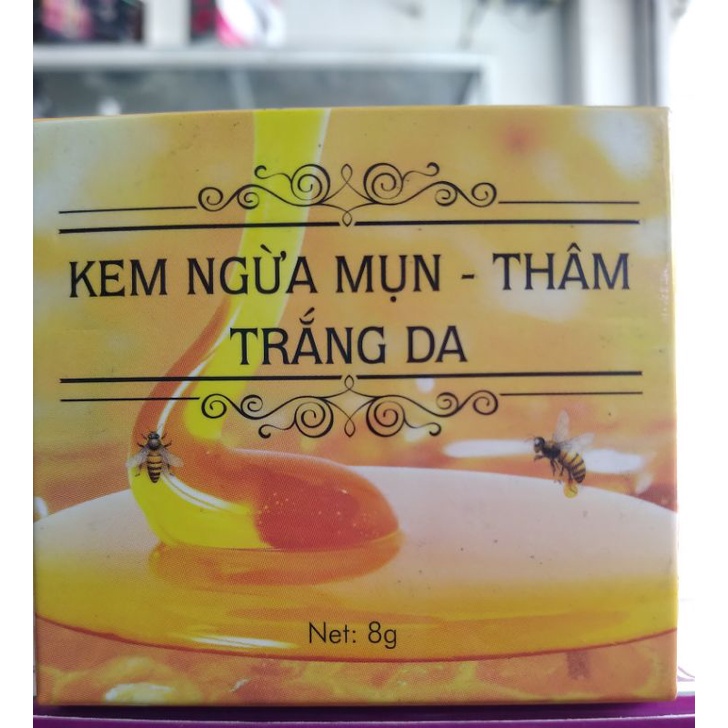 KEM NGỪA MỤN - THÂM
TRẮNG DA
Net: 8g